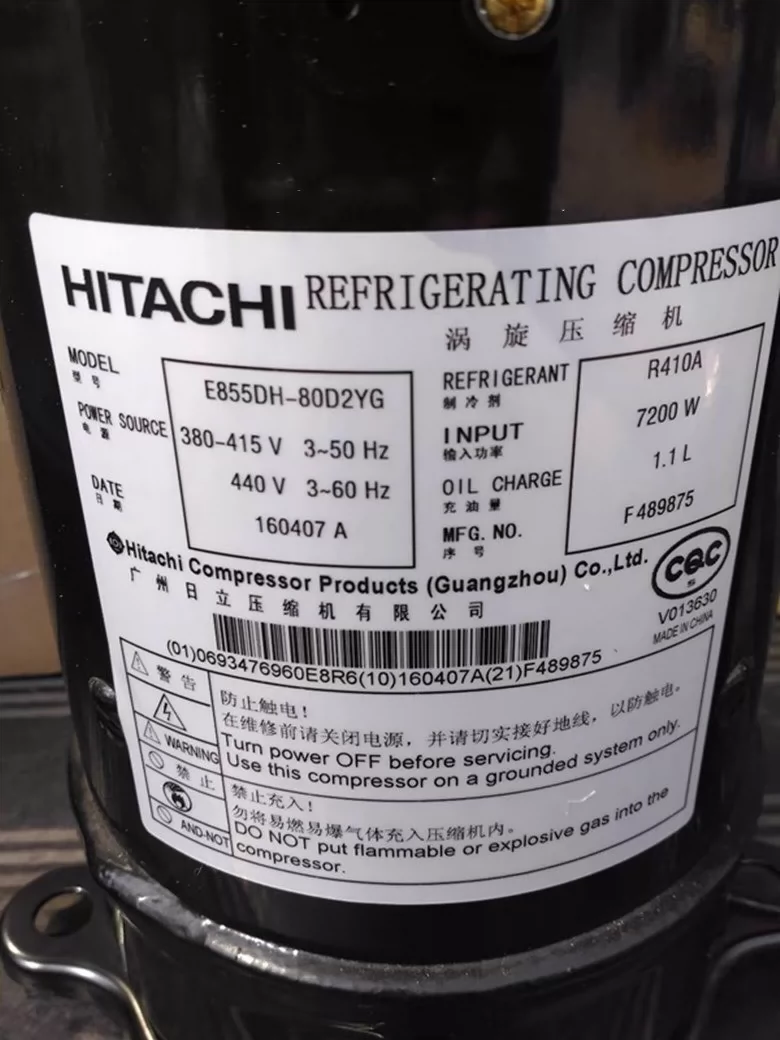 HITACHI REFRIGERATING COMPRESSOR
涡旋压缩机
MODEL E855DH-80D2YG REFRIGERANT R410A
型号 制冷剂
POWER SOURCE 380-415 V 3~50 Hz INPUT 7200 W
电源 输入功率
440 V 3~60 Hz OIL CHARGE 1.1 L
充油量
DATE 160407 A MFG. NO. F489875
日期 序号
Hitachi Compressor Products (Guangzhou) Co.,Ltd.
广州日立压缩机有限公司
CQC
V013630
MADE IN CHINA
(01)0693476960E8R6(10)160407A(21)F489875
警告
WARNING
防止触电!
在维修前请关闭电源，并请切实接好地线，以防触电。
Turn power OFF before servicing.
Use this compressor on a grounded system only.
禁止
AND-NOT
禁止充入!
勿将易燃易爆气体充入压缩机内。
DO NOT put flammable or explosive gas into the
compressor.